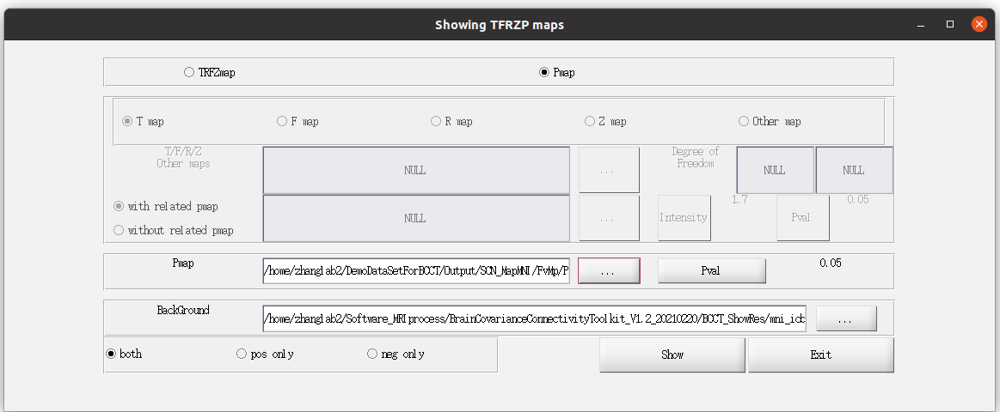 Showing TFRZP maps
TRFZmap Pmap
T map F map R map Z map Other map
T/F/R/Z
Other maps
NULL
...
Degree of
Freedom
NULL NULL
with related pmap
without related pmap
NULL
...
Intensity
1.7
Pval
0.05
Pmap
/home/zhanglab2/DemoDataSetForBCCT/Output/SCN_MapMNI/FvMp/P
...
Pval
0.05
BackGround
/home/zhanglab2/Software_MRIprocess/BrainCovarianceConnectivityToolkit_V1.2_20210220/BCCT_ShowRes/mni_icb
...
both pos only neg only
Show Exit